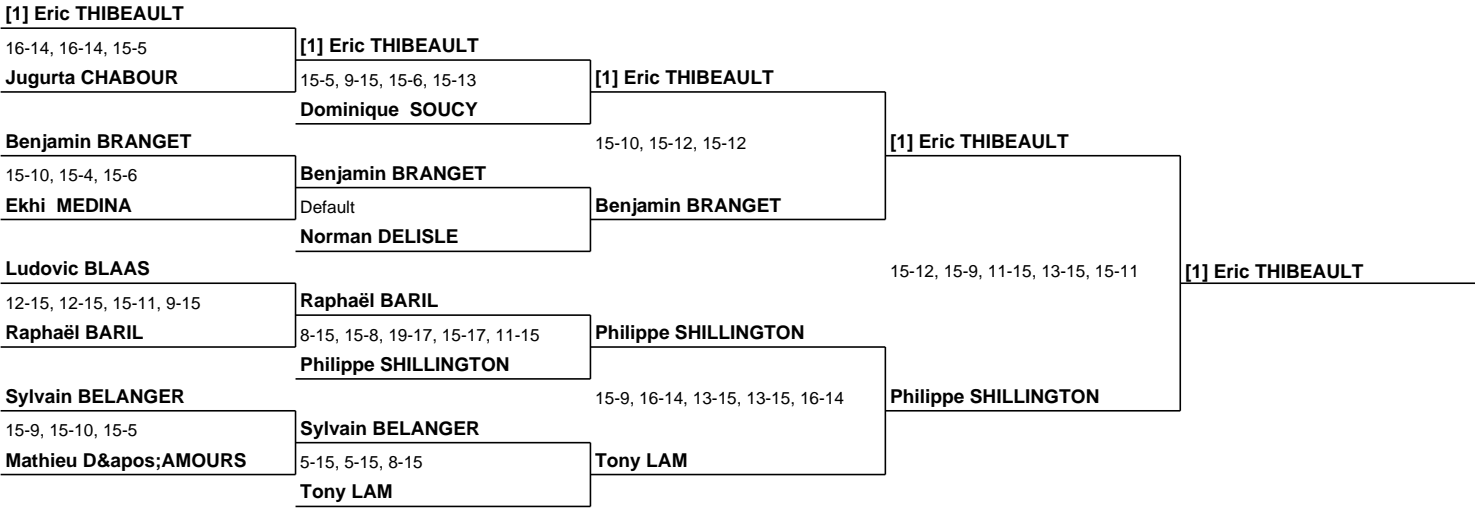 [1] Eric THIBEAULT
16-14, 16-14, 15-5
Jugurta CHABOUR
Benjamin BRANGET
15-10, 15-4, 15-6
Ekhi  MEDINA
Ludovic BLAAS
12-15, 12-15, 15-11, 9-15
Raphaël BARIL
Sylvain BELANGER
15-9, 15-10, 15-5
Mathieu D&apos;AMOURS
[1] Eric THIBEAULT
15-5, 9-15, 15-6, 15-13
Dominique  SOUCY
Benjamin BRANGET
Default
Norman DELISLE
Raphaël BARIL
8-15, 15-8, 19-17, 15-17, 11-15
Philippe SHILLINGTON
Sylvain BELANGER
5-15, 5-15, 8-15
Tony LAM
[1] Eric THIBEAULT
15-10, 15-12, 15-12
Benjamin BRANGET
Philippe SHILLINGTON
15-9, 16-14, 13-15, 13-15, 16-14
Tony LAM
[1] Eric THIBEAULT
15-12, 15-9, 11-15, 13-15, 15-11
Philippe SHILLINGTON
[1] Eric THIBEAULT